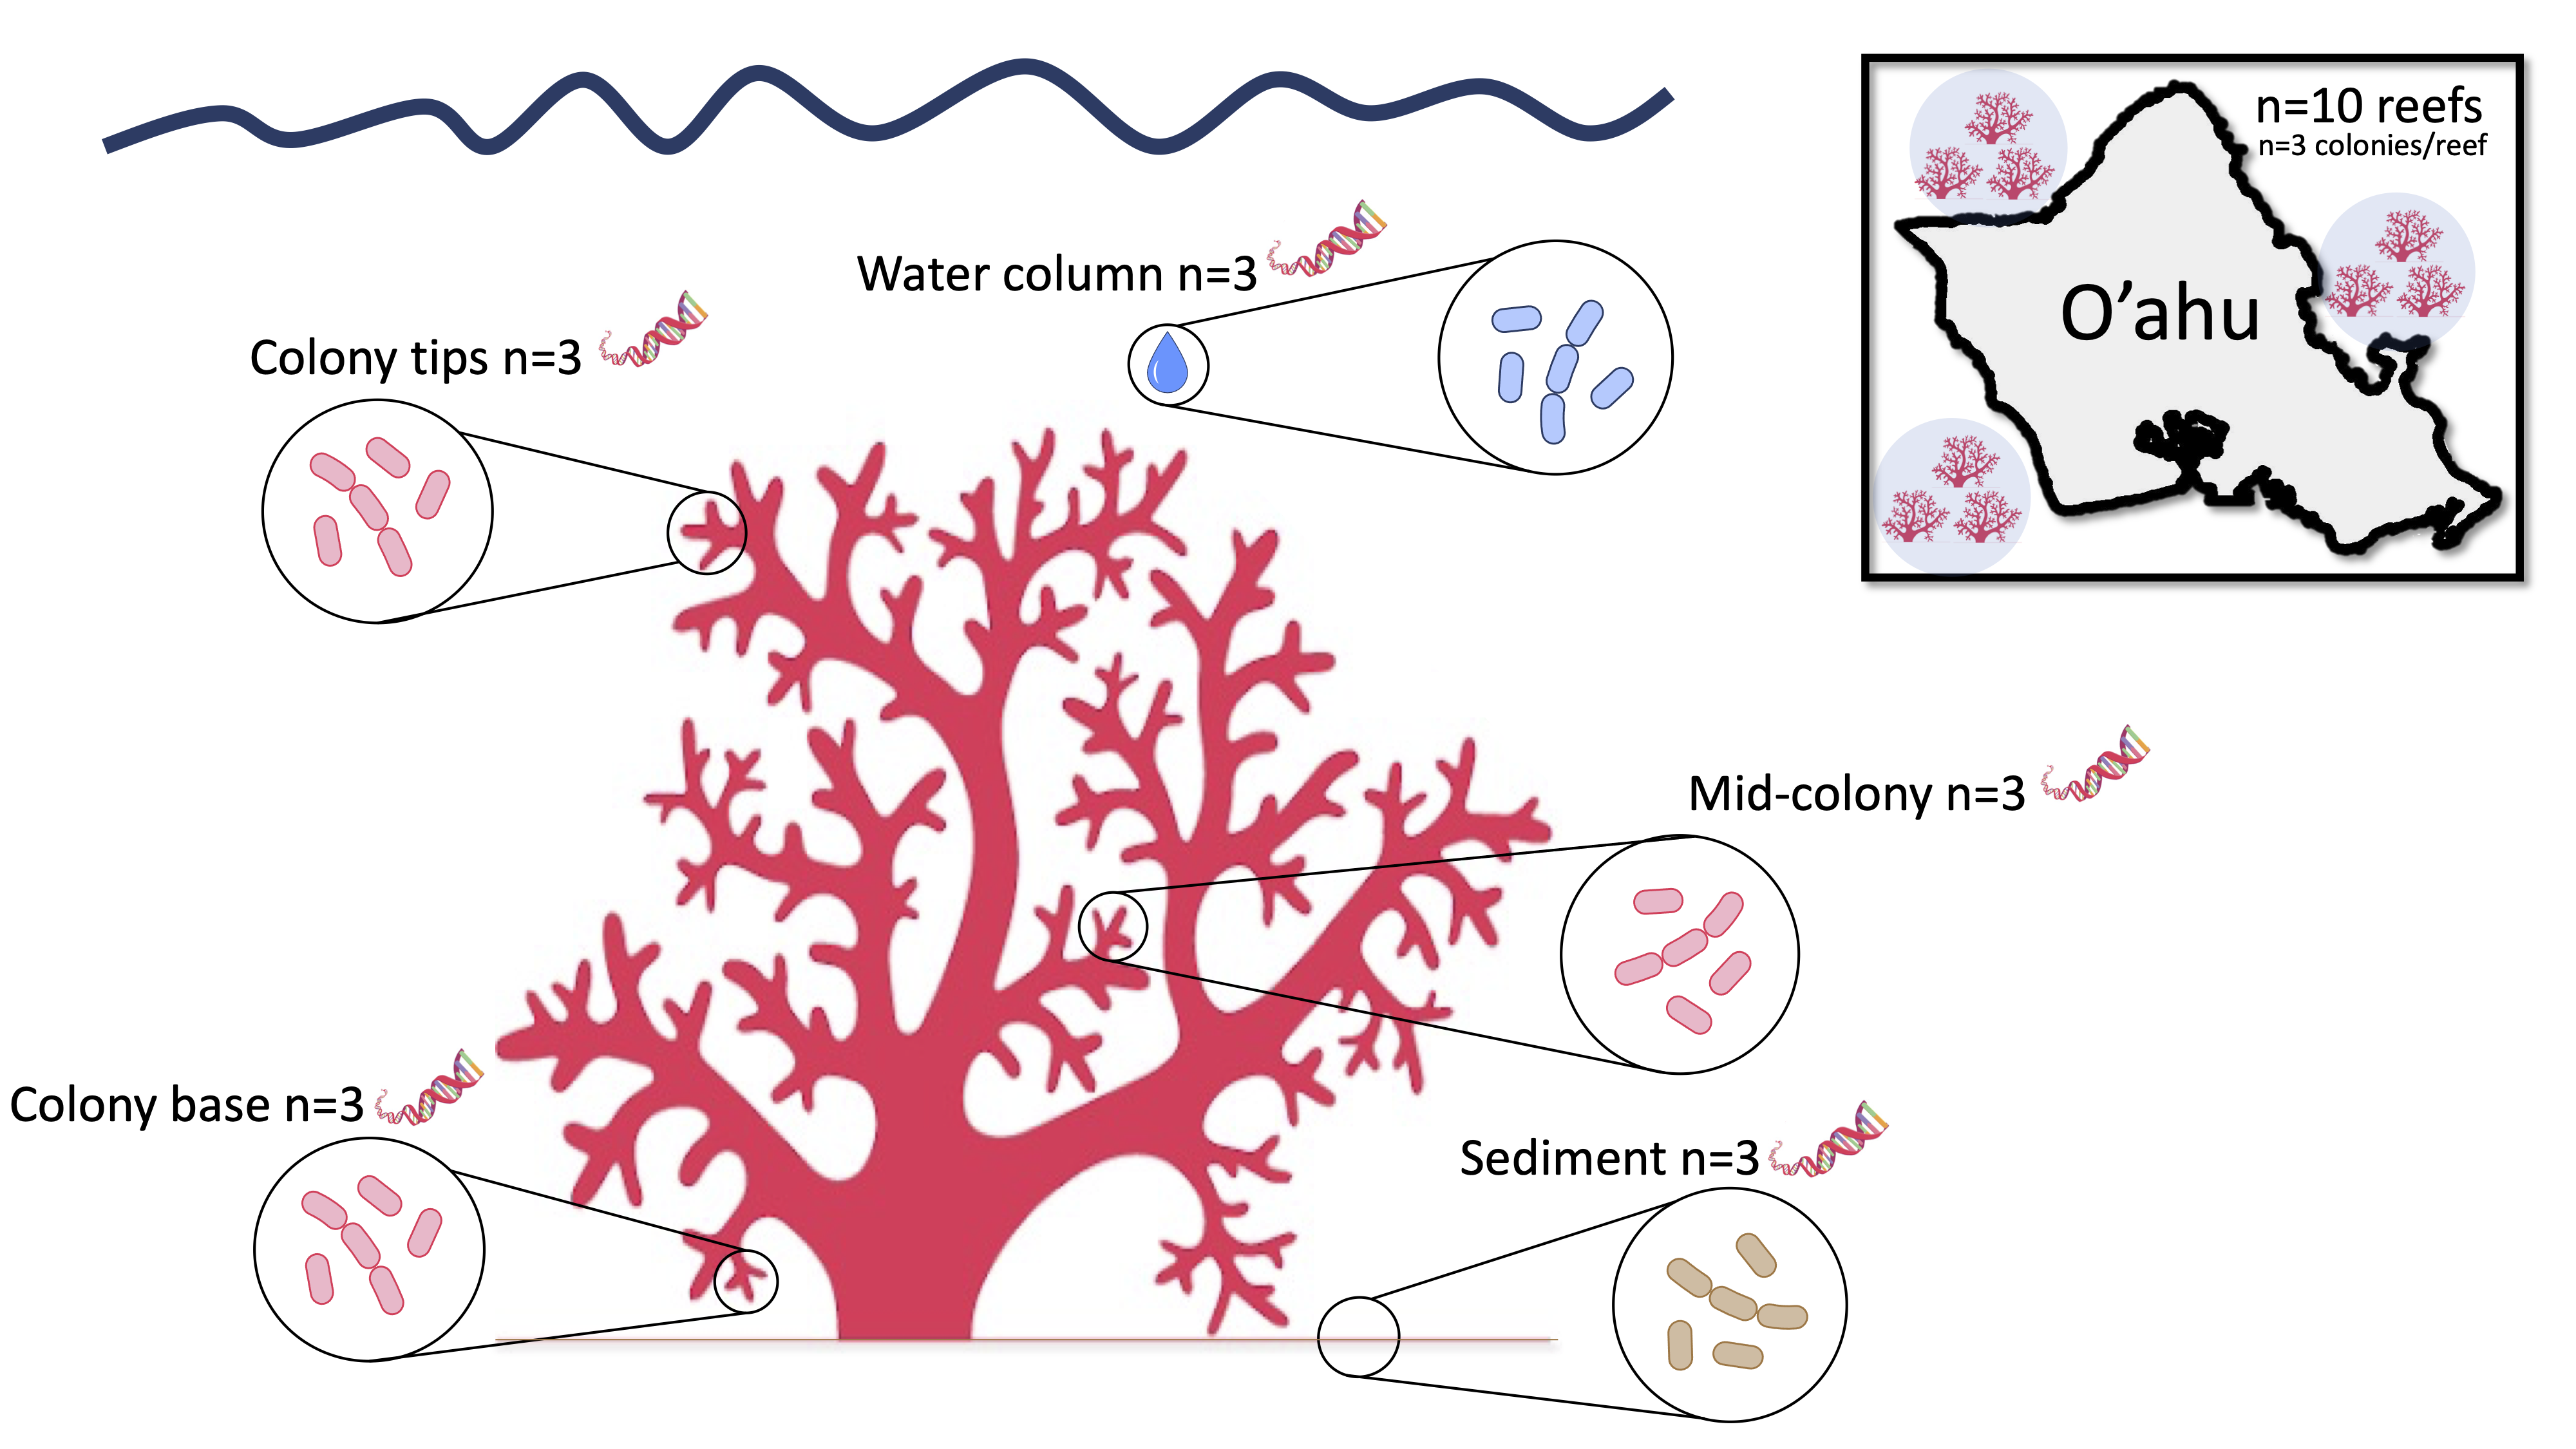 n=10 reefs
n=3 colonies/reef
O’ahu
Water column n=3
Colony tips n=3
Mid-colony n=3
Colony base n=3
Sediment n=3